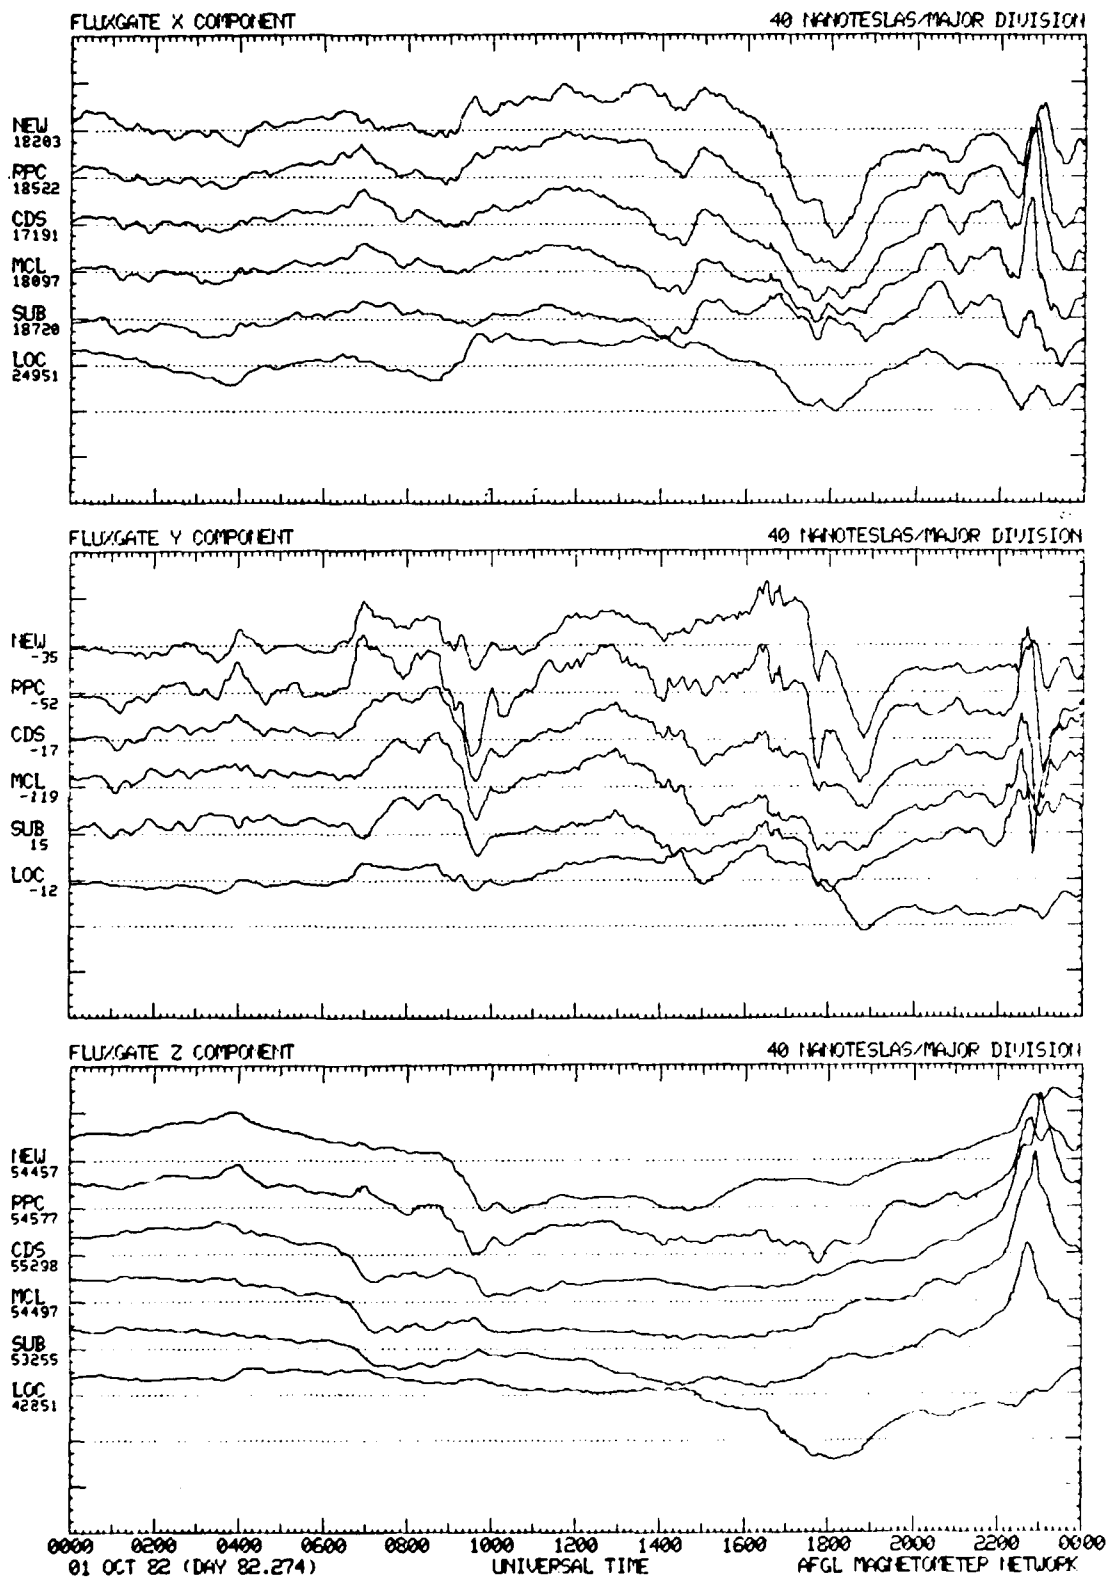 FLUXGATE X COMPONENT 40 NANOTESLAS/MAJOR DIVISION
NEW
18203
RPC
18522
CDS
17191
MCL
18097
SUB
18720
LOC
24951
FLUXGATE Y COMPONENT 40 NANOTESLAS/MAJOR DIVISION
NEW
-35
RPC
-52
CDS
-17
MCL
-119
SUB
15
LOC
-12
FLUXGATE Z COMPONENT 40 NANOTESLAS/MAJOR DIVISION
NEW
54457
RPC
54577
CDS
55298
MCL
54497
SUB
53255
LOC
42851
0000 0200 0400 0600 0800 1000 1200 1400 1600 1800 2000 2200 0000
01 OCT 82 (DAY 82.274) UNIVERSAL TIME AFGL MAGNETOMETER NETWORK